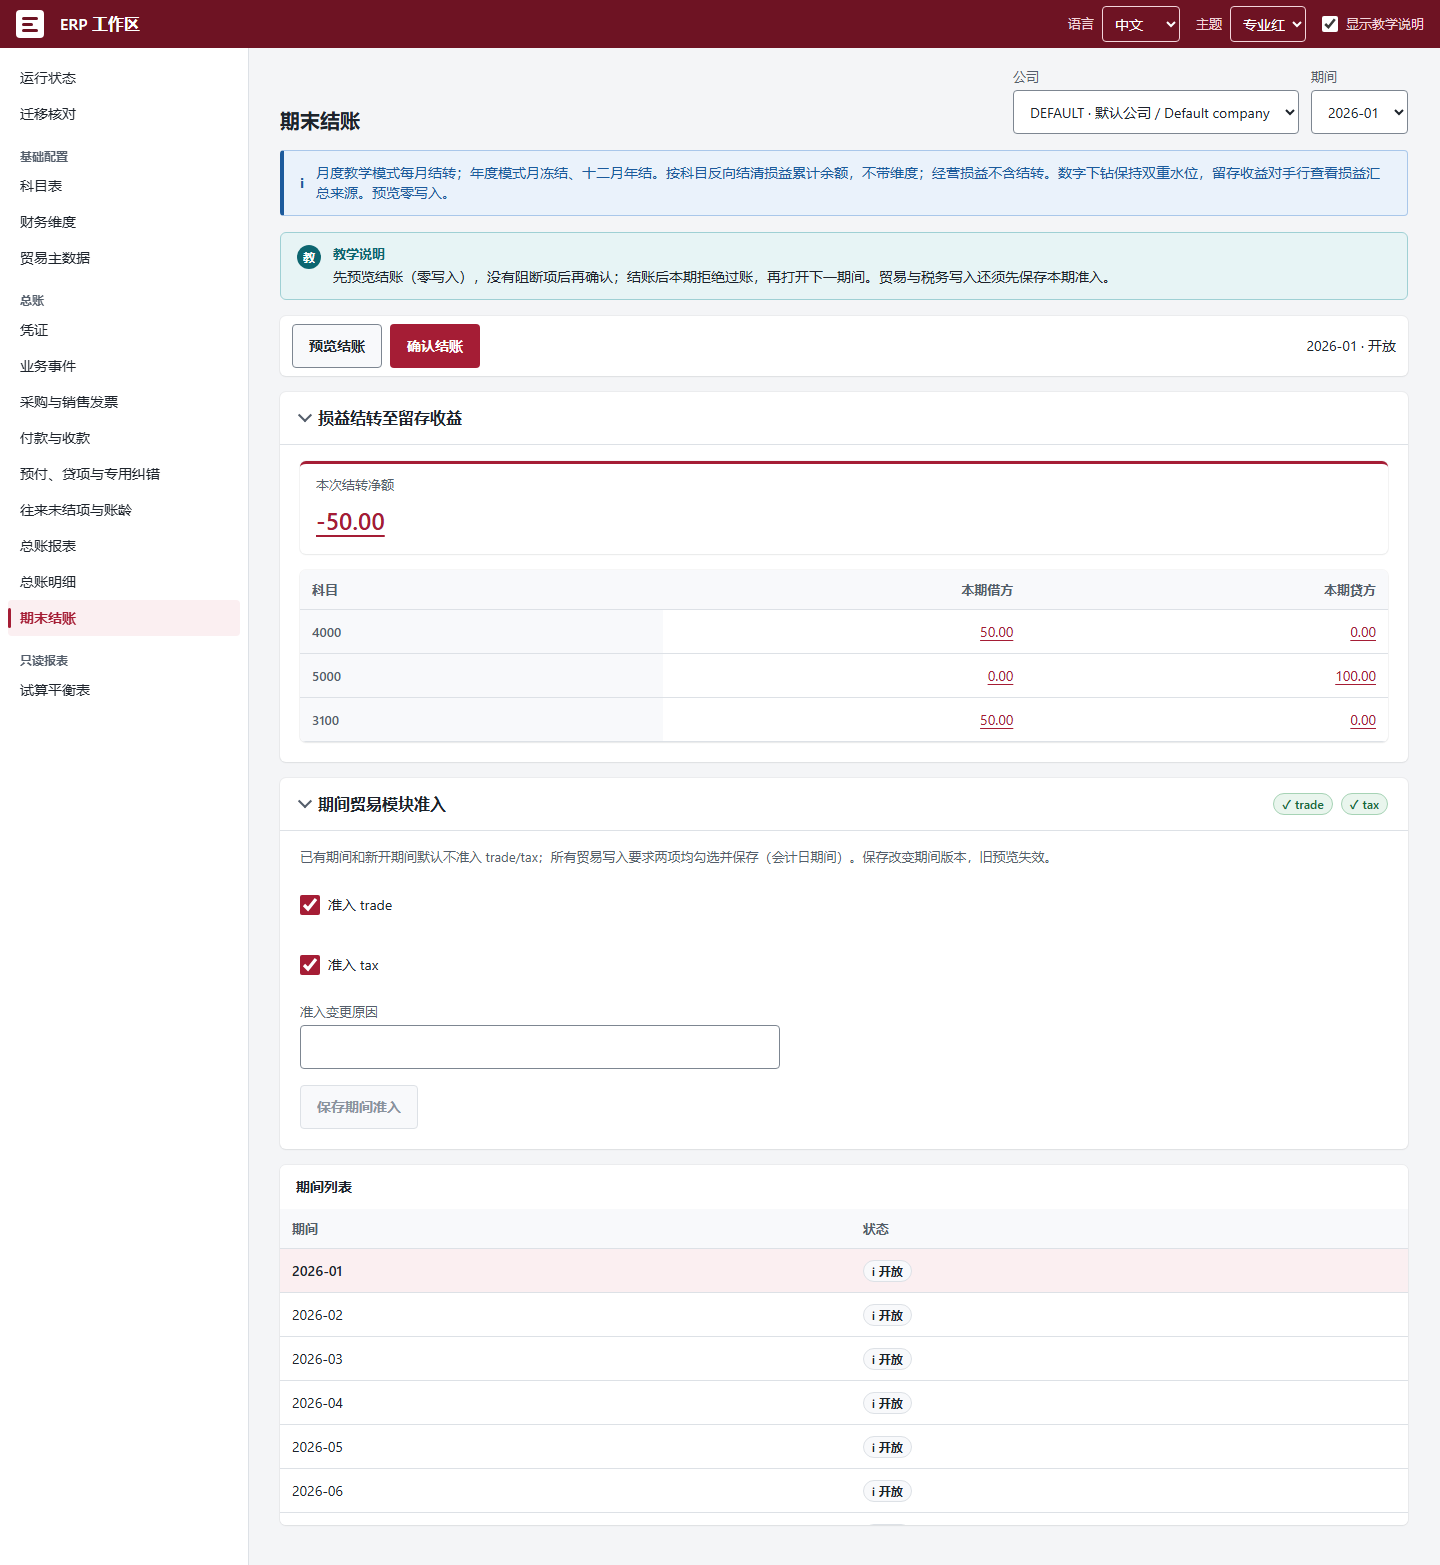 ERP 工作区
语言
中文
主题
专业红
显示教学说明
运行状态
迁移核对
基础配置
科目表
财务维度
贸易主数据
总账
凭证
业务事件
采购与销售发票
付款与收款
预付、贷项与专用纠错
往来未结项与账龄
总账报表
总账明细
期末结账
只读报表
试算平衡表
期末结账
公司
DEFAULT · 默认公司 / Default company
期间
2026-01
i
月度教学模式每月结转；年度模式月冻结、十二月年结。按科目反向结清损益累计余额，不带维度；经营损益不含结转。数字下钻保持双重水位，留存收益对手行查看损益汇
总来源。预览零写入。
教
教学说明
先预览结账（零写入），没有阻断项后再确认；结账后本期拒绝过账，再打开下一期间。贸易与税务写入还须先保存本期准入。
预览结账
确认结账
2026-01 · 开放
损益结转至留存收益
本次结转净额
-50.00
科目 本期借方 本期贷方
4000 50.00 0.00
5000 0.00 100.00
3100 50.00 0.00
期间贸易模块准入
✓ trade
✓ tax
已有期间和新开期间默认不准入 trade/tax；所有贸易写入要求两项均勾选并保存（会计日期间）。保存改变期间版本，旧预览失效。
准入 trade
准入 tax
准入变更原因
保存期间准入
期间列表
期间 状态
2026-01 i 开放
2026-02 i 开放
2026-03 i 开放
2026-04 i 开放
2026-05 i 开放
2026-06 i 开放